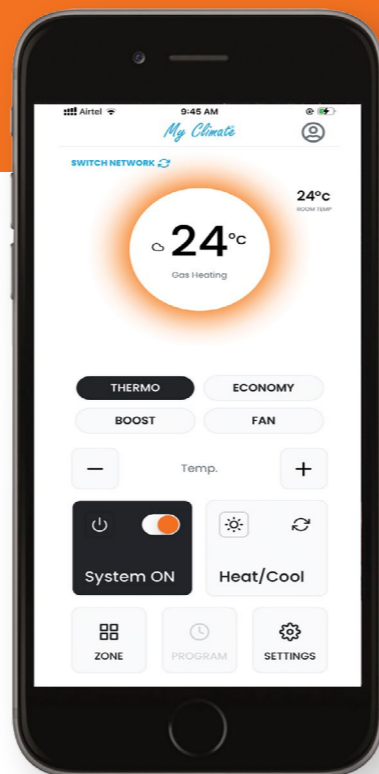 Airtel 9:45 AM
My Climate
SWITCH NETWORK
24°c
ROOM TEMP
24°c
Gas Heating
THERMO ECONOMY
BOOST FAN
− Temp. +
System ON Heat/Cool
ZONE PROGRAM SETTINGS